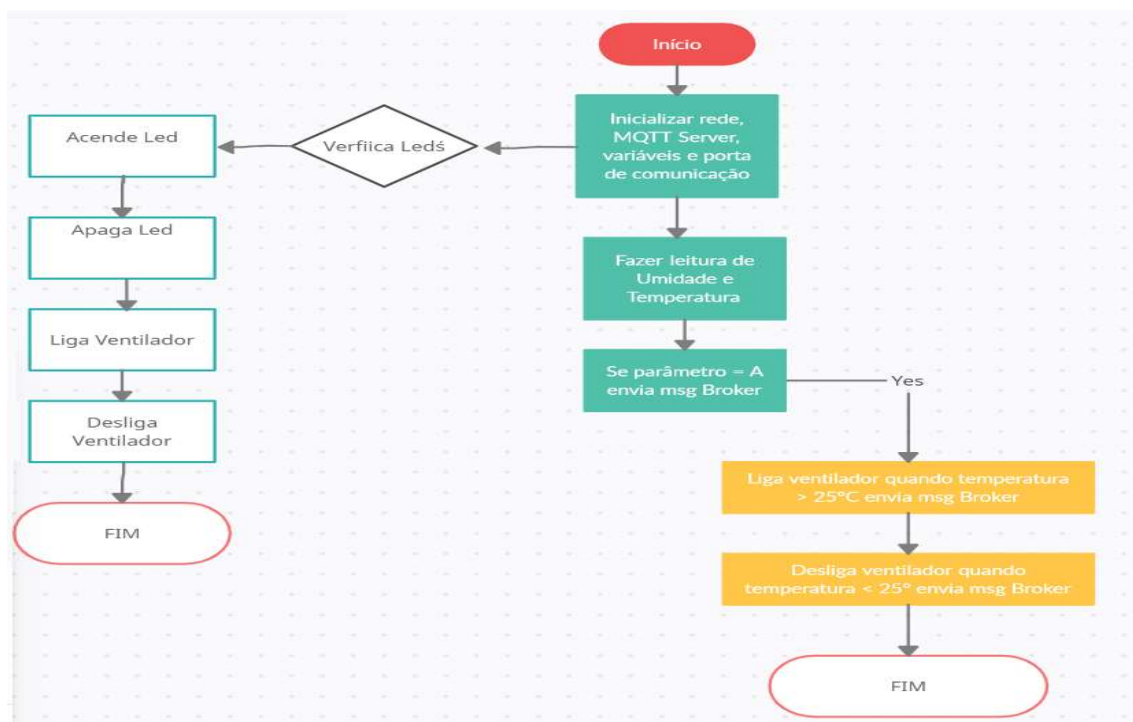 Início
Inicializar rede,
MQTT Server,
variáveis e porta
de comunicação
Verfiica Ledś
Acende Led
Apaga Led
Liga Ventilador
Desliga
Ventilador
FIM
Fazer leitura de
Umidade e
Temperatura
Se parâmetro = A
envia msg Broker
Yes
Liga ventilador quando temperatura
> 25°C envia msg Broker
Desliga ventilador quando
temperatura < 25° envia msg Broker
FIM